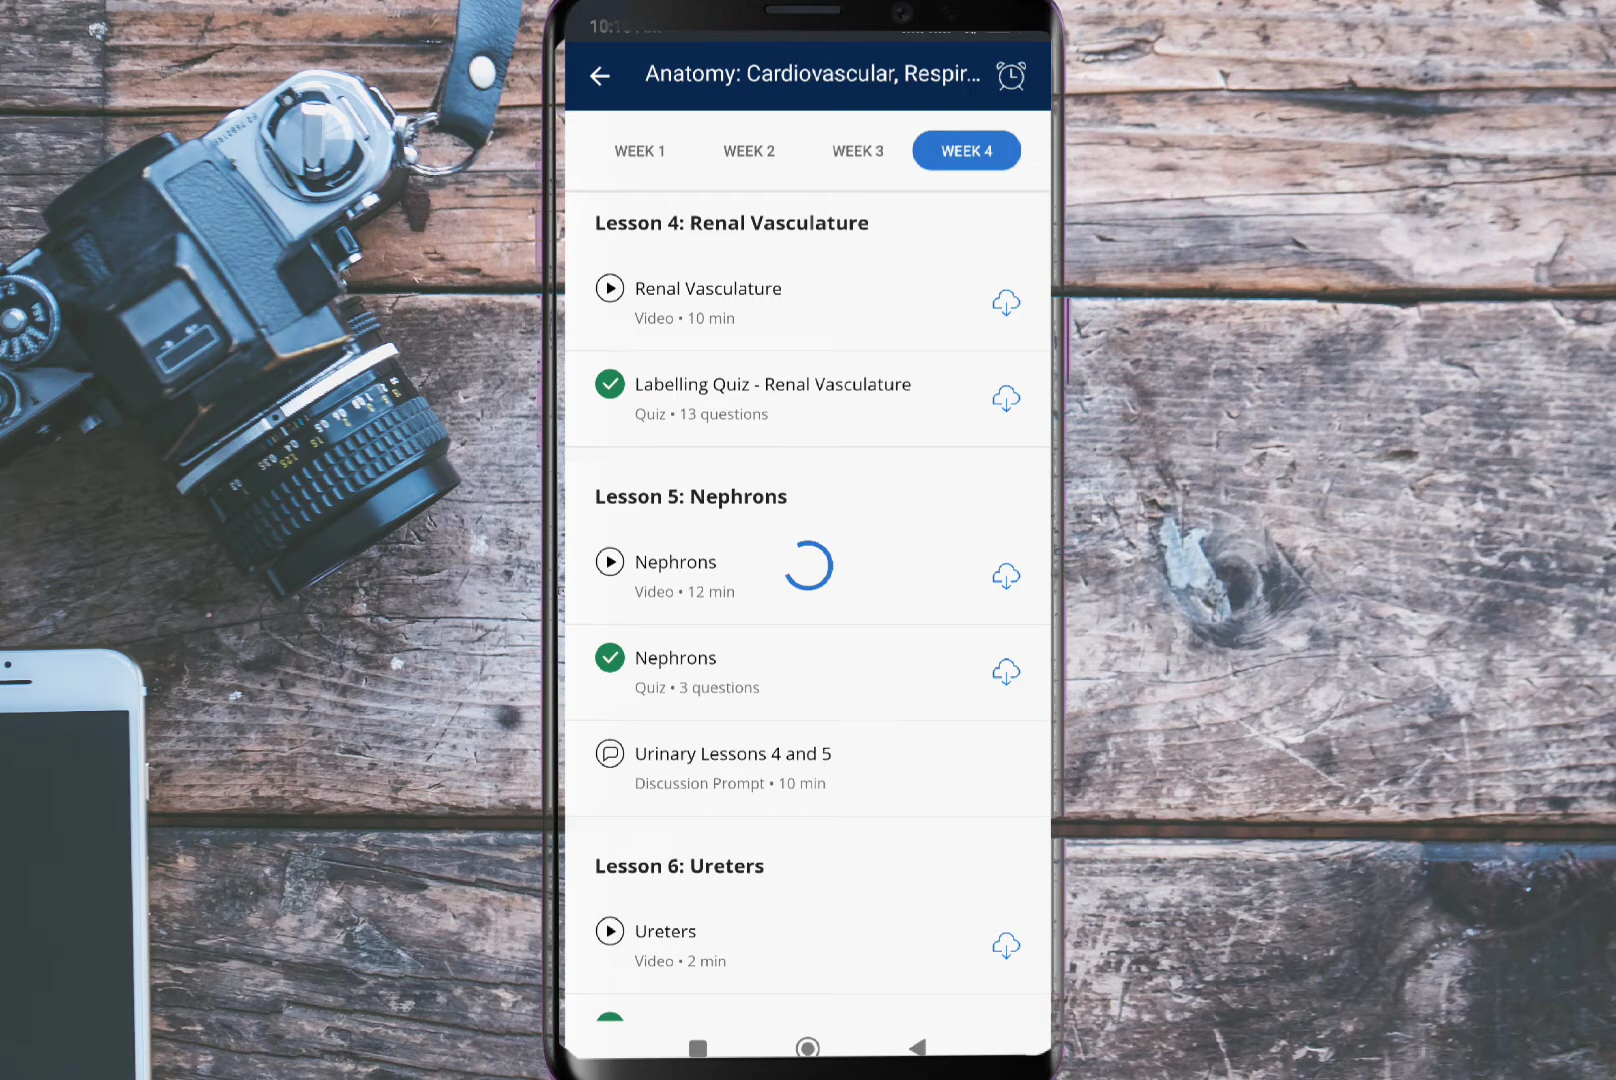 Anatomy: Cardiovascular, Respir...
WEEK 1 WEEK 2 WEEK 3 WEEK 4
Lesson 4: Renal Vasculature
Renal Vasculature
Video • 10 min
Labelling Quiz - Renal Vasculature
Quiz • 13 questions
Lesson 5: Nephrons
Nephrons
Video • 12 min
Nephrons
Quiz • 3 questions
Urinary Lessons 4 and 5
Discussion Prompt • 10 min
Lesson 6: Ureters
Ureters
Video • 2 min